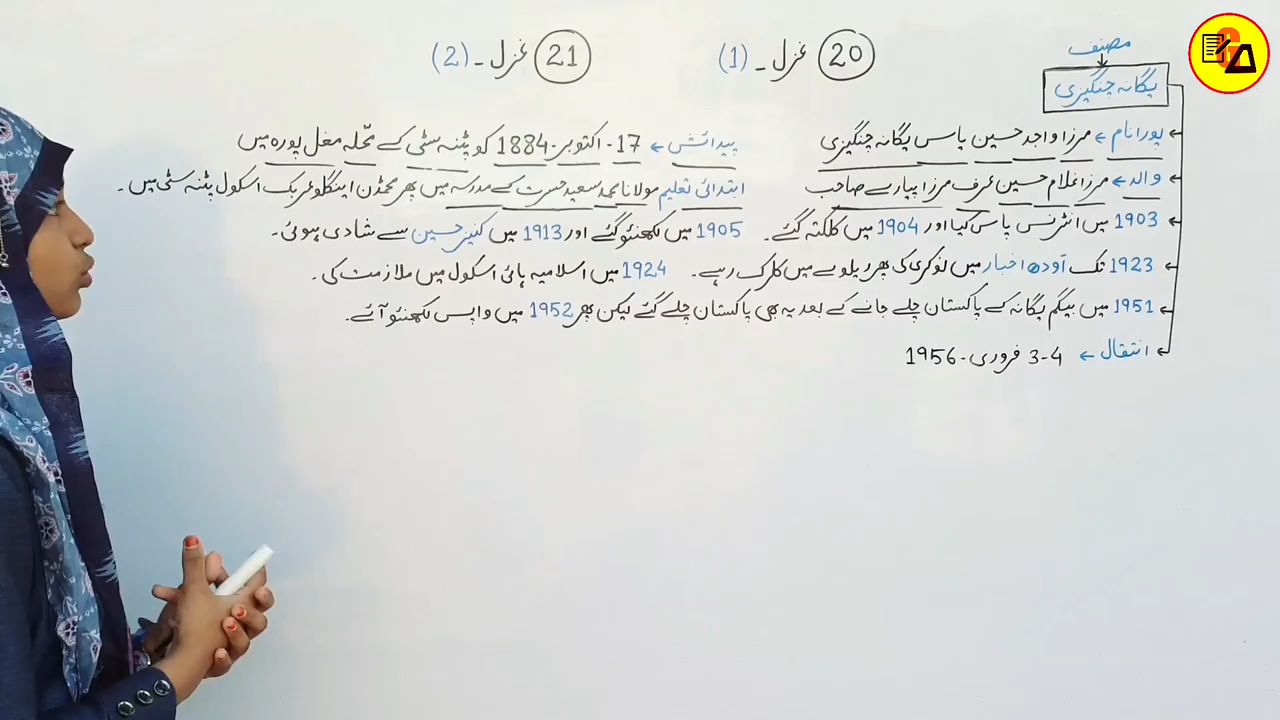 مصنف
یگانہ چنگیزی
20 غزل ـ (1)
21 غزل ـ (2)
پورا نام ← مرزا واجد حسین یاس یگانہ چنگیزی
پیدائش ← 17 - اکتوبر - 1884 کو پٹنہ سٹی کے محلّہ مغل پورہ میں
والد ← مرزا غلام حسین عرف مرزا پیارے صاحب
ابتدائی تعلیم مولانا محمد سعید حسرت کے مدرسہ میں پھر محمڈن اینگلو عربک اسکول پٹنہ سٹی میں ۔
1903 میں انٹرنس پاس کیا اور 1904 میں کلکتہ گئے ۔
1905 میں لکھنئو گئے اور 1913 میں کنیز حسین سے شادی ہوئی ۔
1923 تک اَودھ اخبار میں نوکری کی پھر ریلوے میں کلرک رہے ۔
1924 میں اسلامیہ ہائی اسکول میں ملازمت کی ۔
1951 میں بیگم یگانہ کے پاکستان چلے جانے کے بعد یہ بھی پاکستان چلے گئے لیکن پھر 1952 میں واپس لکھنئو آئے ۔
انتقال ← 3-4 فروری - 1956